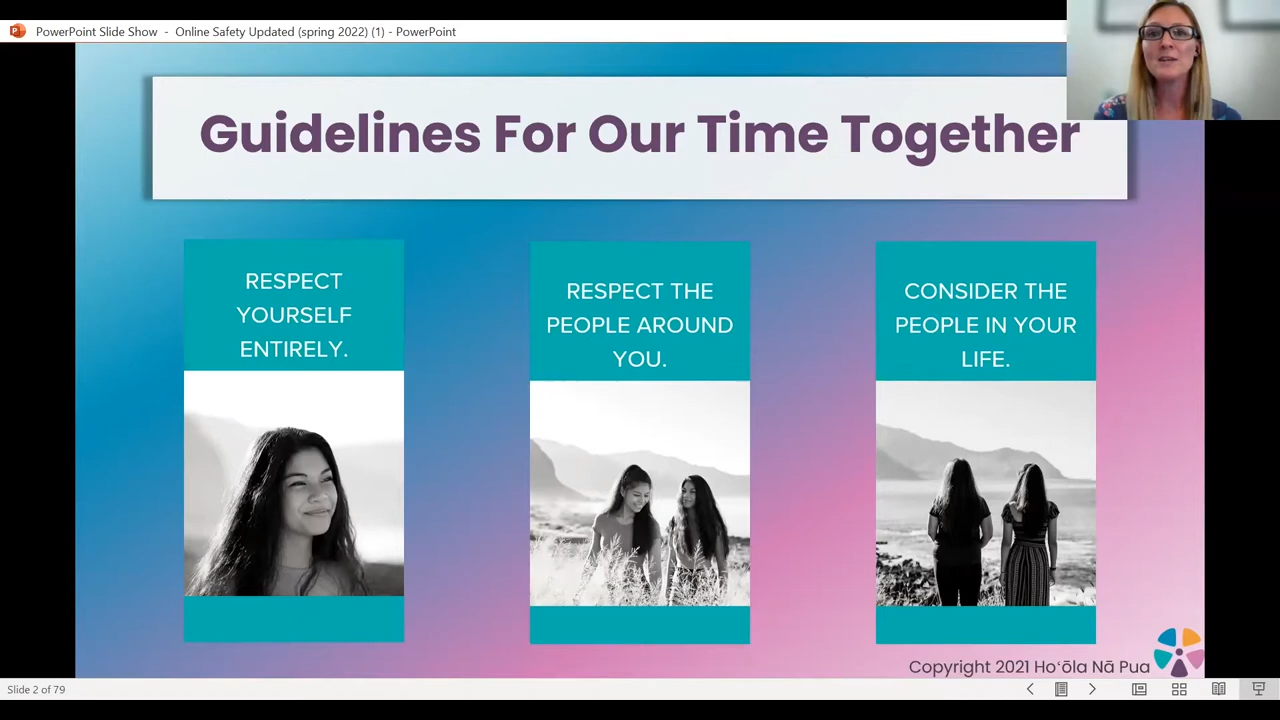 PowerPoint Slide Show - Online Safety Updated (spring 2022) (1) - PowerPoint
Guidelines For Our Time Together
RESPECT
YOURSELF
ENTIRELY.
RESPECT THE
PEOPLE AROUND
YOU.
CONSIDER THE
PEOPLE IN YOUR
LIFE.
Copyright 2021 Hoʻōla Nā Pua
Slide 2 of 79